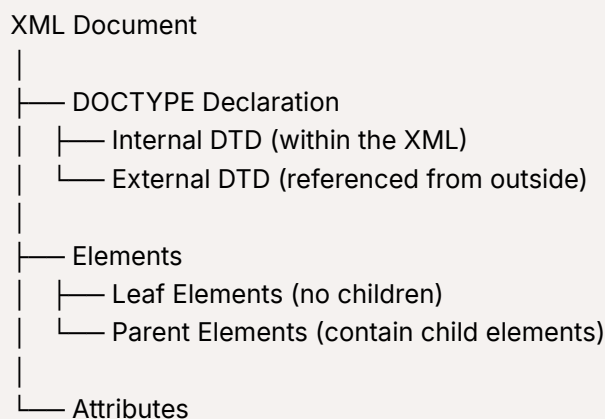 XML Document
│
├── DOCTYPE Declaration
│   ├── Internal DTD (within the XML)
│   └── External DTD (referenced from outside)
│
├── Elements
│   ├── Leaf Elements (no children)
│   └── Parent Elements (contain child elements)
│
└── Attributes